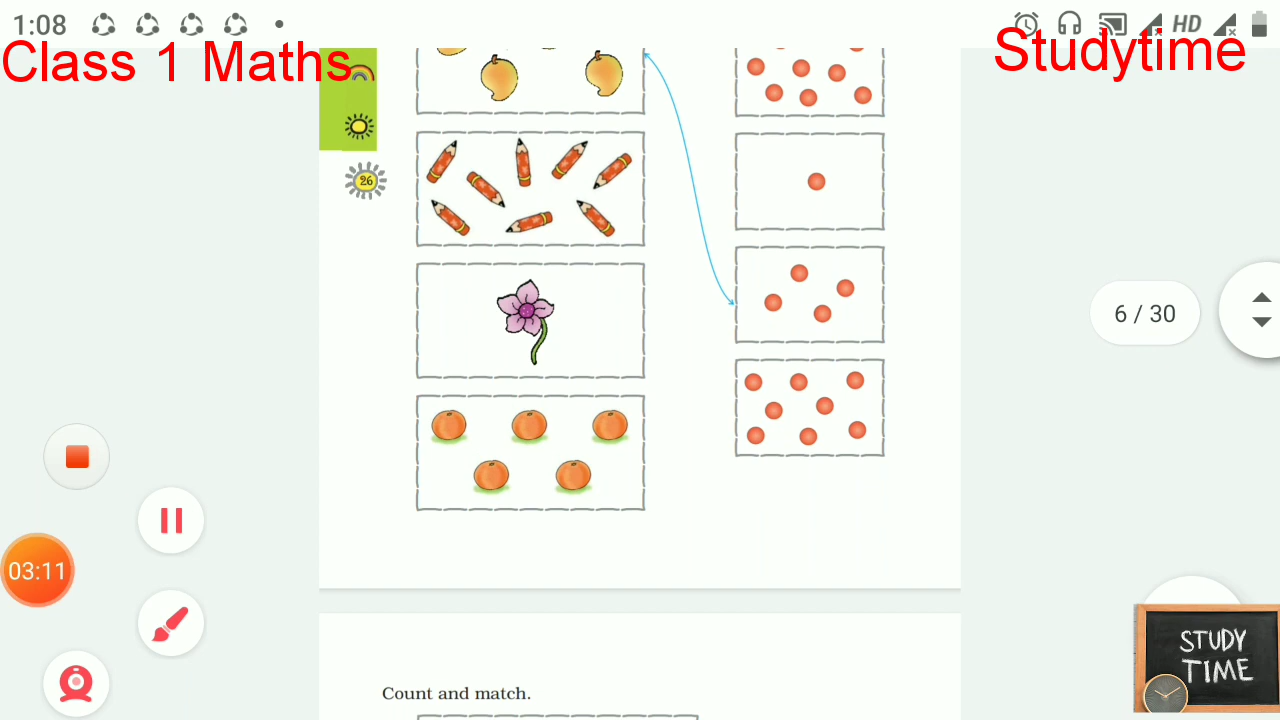 1:08
HD
Class 1 Maths
Studytime
26
6 / 30
03:11
STUDY
TIME
Count and match.